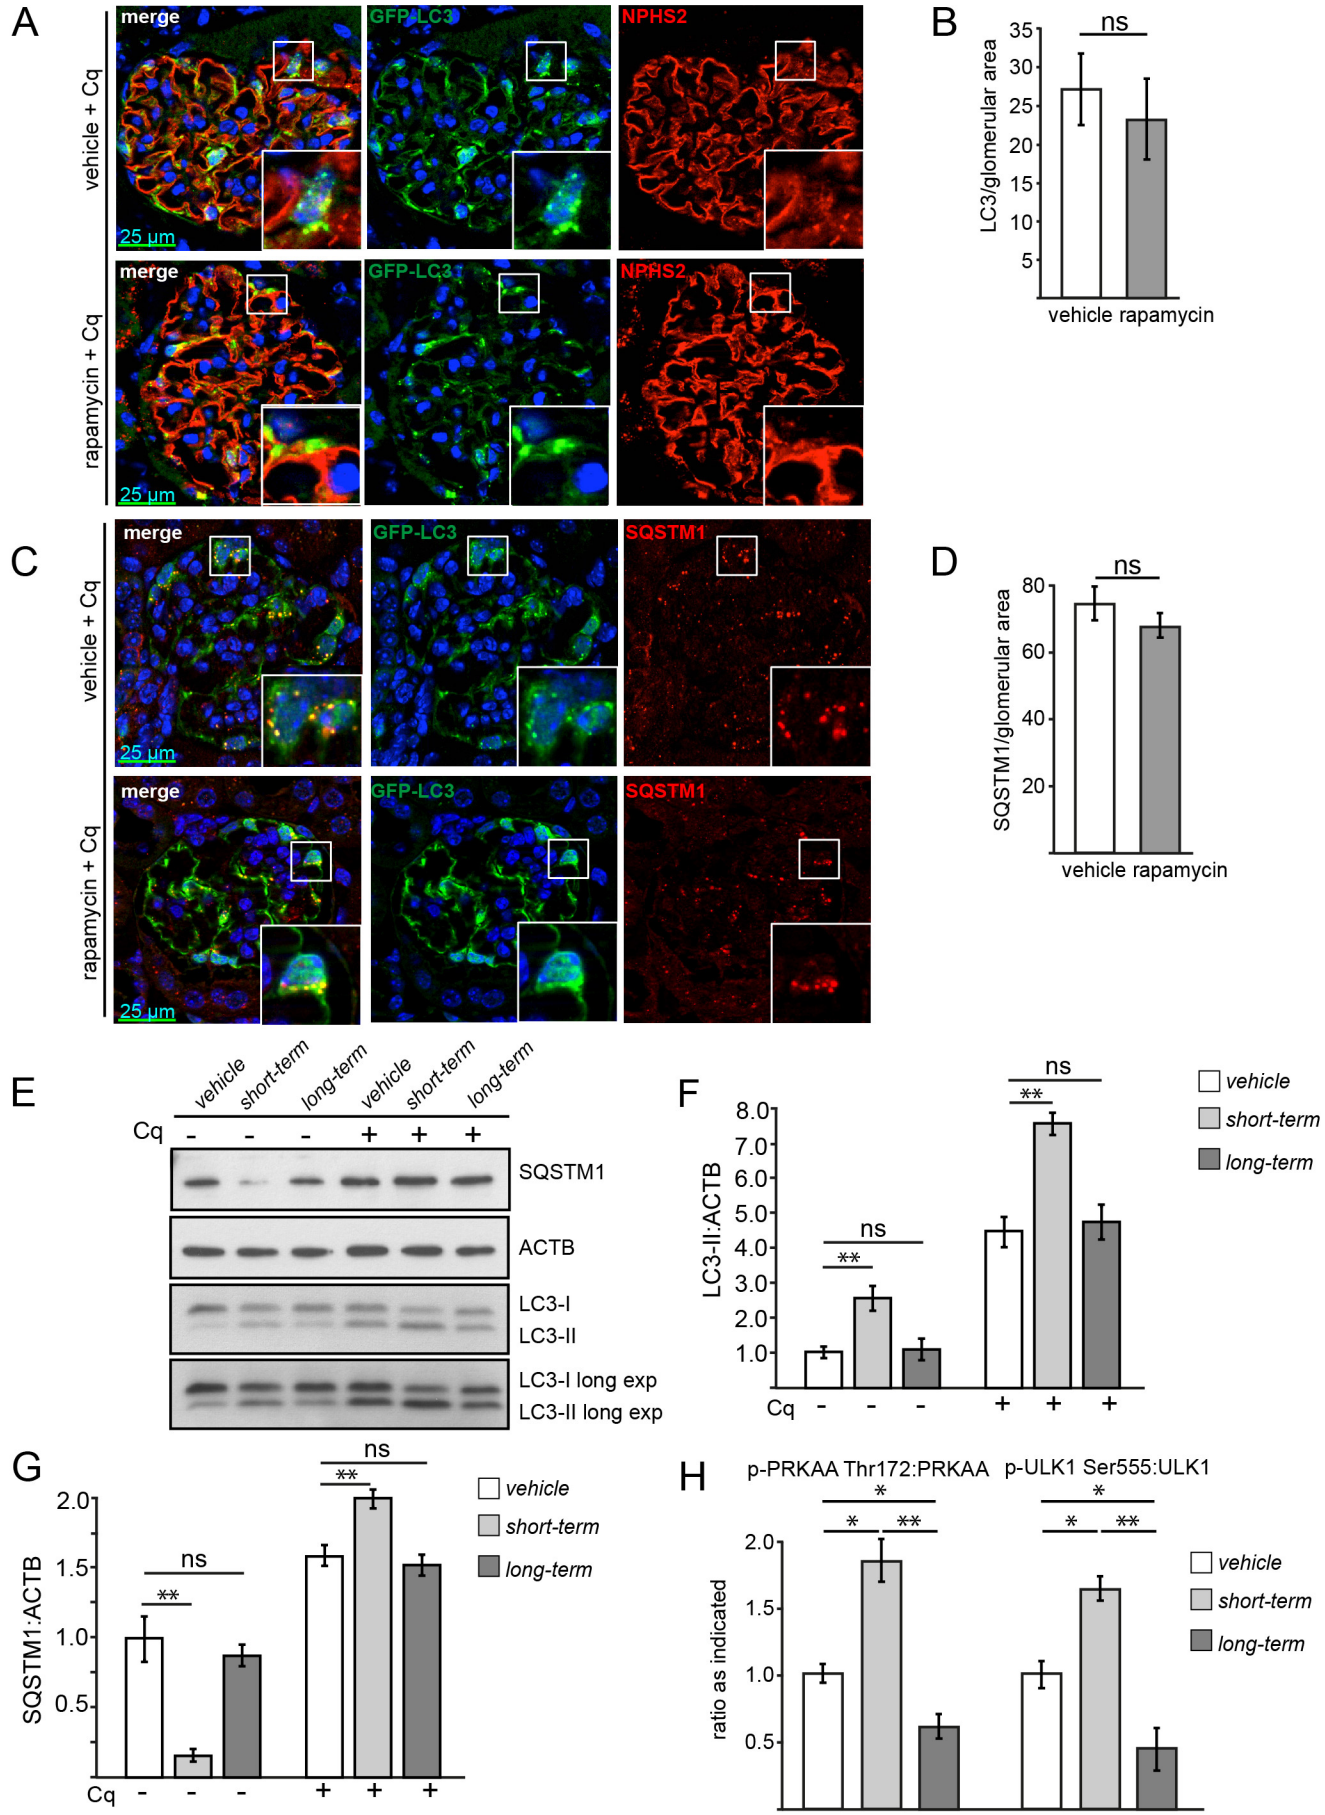 A
vehicle + Cq
merge
GFP-LC3
NPHS2
25 µm
rapamycin + Cq
merge
GFP-LC3
NPHS2
25 µm
B
ns
LC3/glomerular area
35
30
25
20
15
10
5
vehicle rapamycin
C
vehicle + Cq
merge
GFP-LC3
SQSTM1
25 µm
rapamycin + Cq
merge
GFP-LC3
SQSTM1
25 µm
D
ns
SQSTM1/glomerular area
80
60
40
20
vehicle rapamycin
E
vehicle short-term long-term vehicle short-term long-term
Cq - - - + + +
SQSTM1
ACTB
LC3-I
LC3-II
LC3-I long exp
LC3-II long exp
F
LC3-II:ACTB
8.0
7.0
6.0
5.0
4.0
3.0
2.0
1.0
ns
**
ns
**
Cq - - - + + +
vehicle
short-term
long-term
G
SQSTM1:ACTB
2.0
1.5
1.0
0.5
ns
**
ns
**
Cq - - - + + +
vehicle
short-term
long-term
H
p-PRKAA Thr172:PRKAA p-ULK1 Ser555:ULK1
* *
* ** * **
ratio as indicated
2.0
1.5
1.0
0.5
vehicle
short-term
long-term